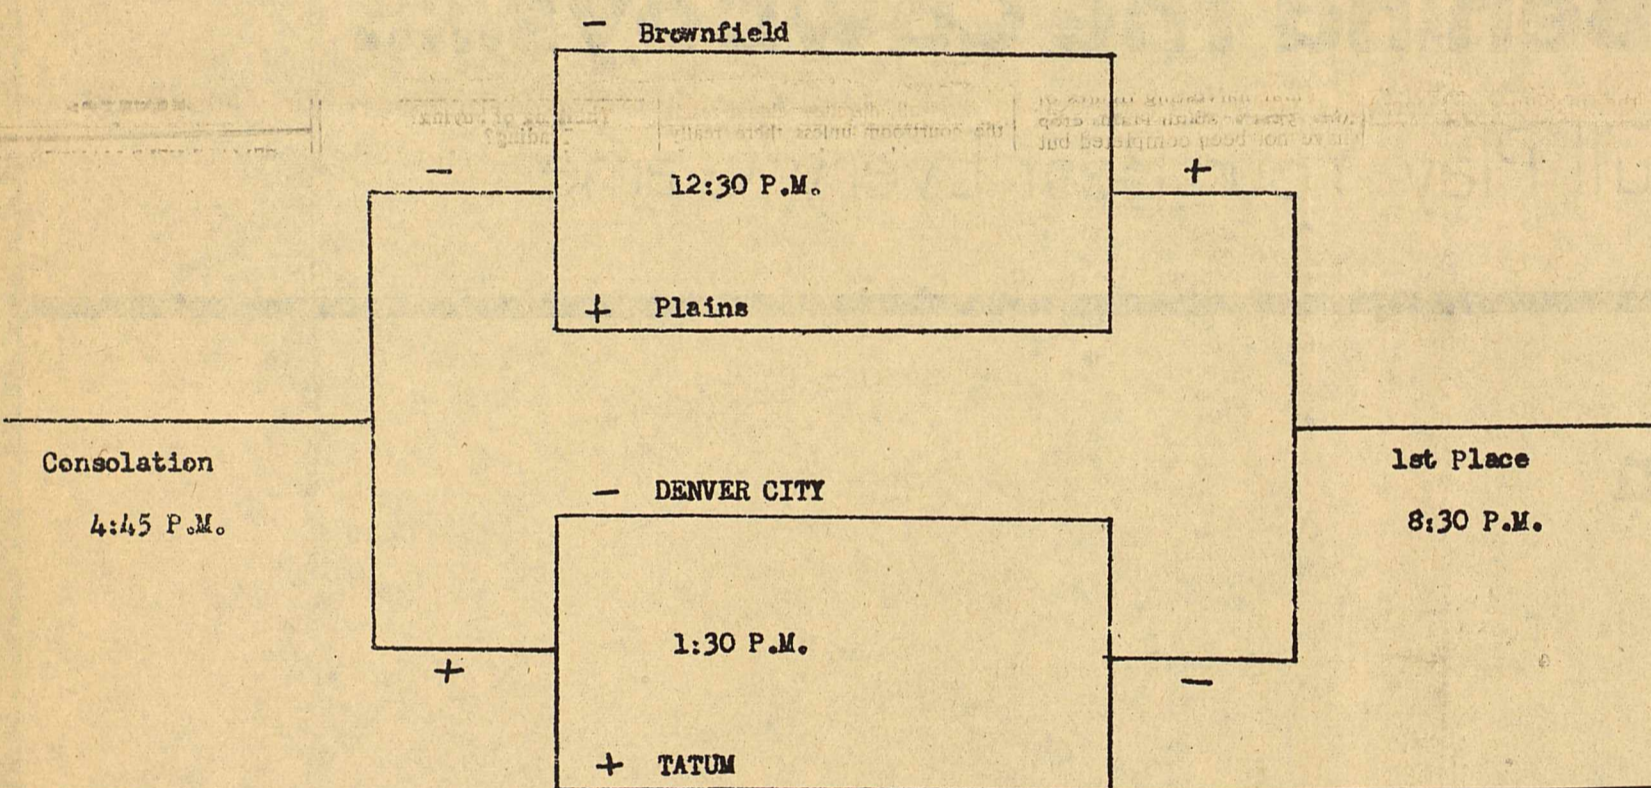 − Brownfield
12:30 P.M.
− +
+ Plains
Consolation
4:45 P.M.
1st Place
8:30 P.M.
− DENVER CITY
1:30 P.M.
+ −
+ TATUM